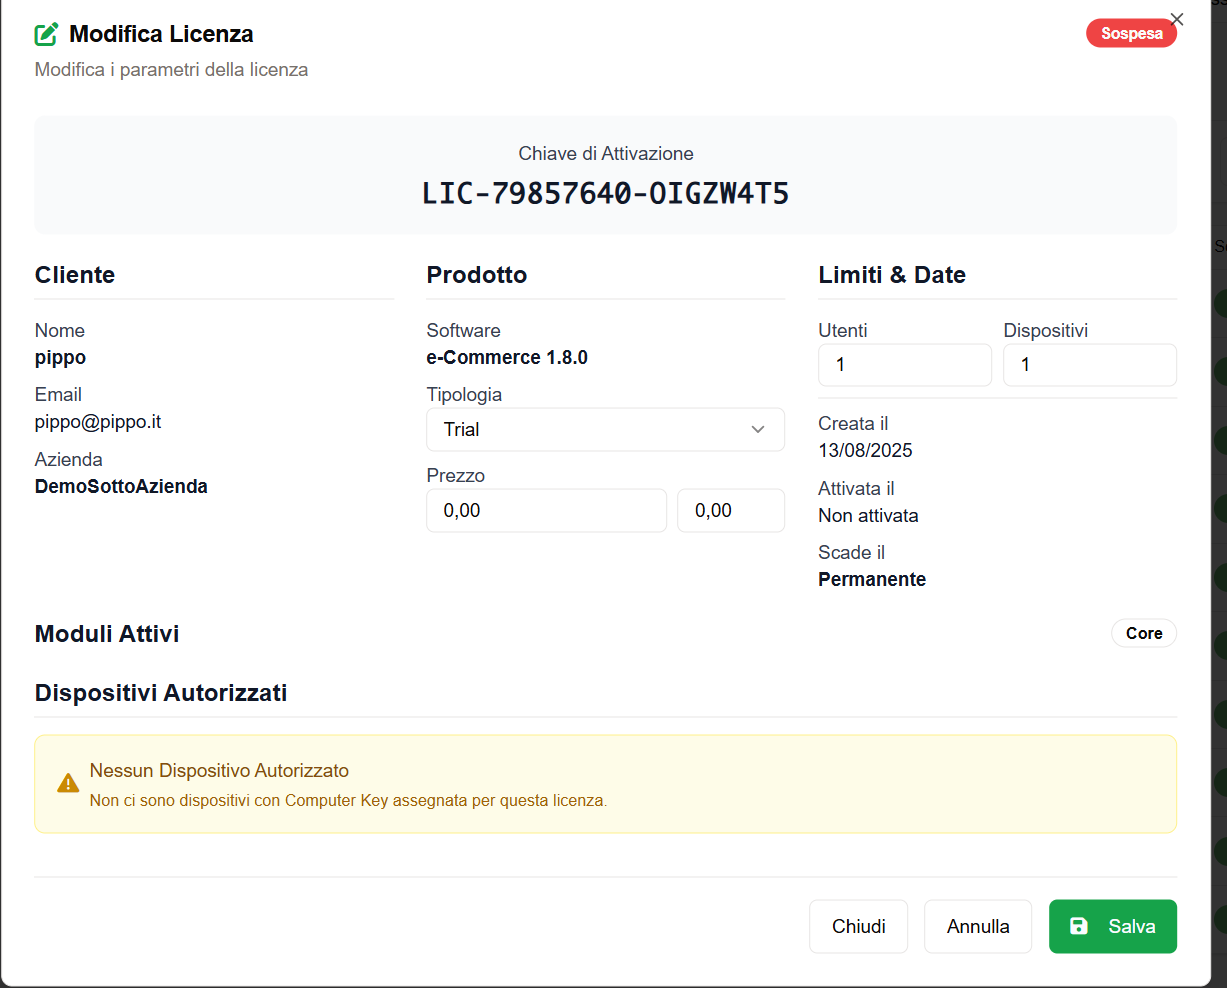 Modifica Licenza
Sospesa
Modifica i parametri della licenza
Chiave di Attivazione
LIC-79857640-OIGZW4T5
Cliente
Nome
pippo
Email
pippo@pippo.it
Azienda
DemoSottoAzienda
Prodotto
Software
e-Commerce 1.8.0
Tipologia
Trial
Prezzo
0,00 0,00
Limiti & Date
Utenti Dispositivi
1 1
Creata il
13/08/2025
Attivata il
Non attivata
Scade il
Permanente
Moduli Attivi
Core
Dispositivi Autorizzati
Nessun Dispositivo Autorizzato
Non ci sono dispositivi con Computer Key assegnata per questa licenza.
Chiudi Annulla Salva